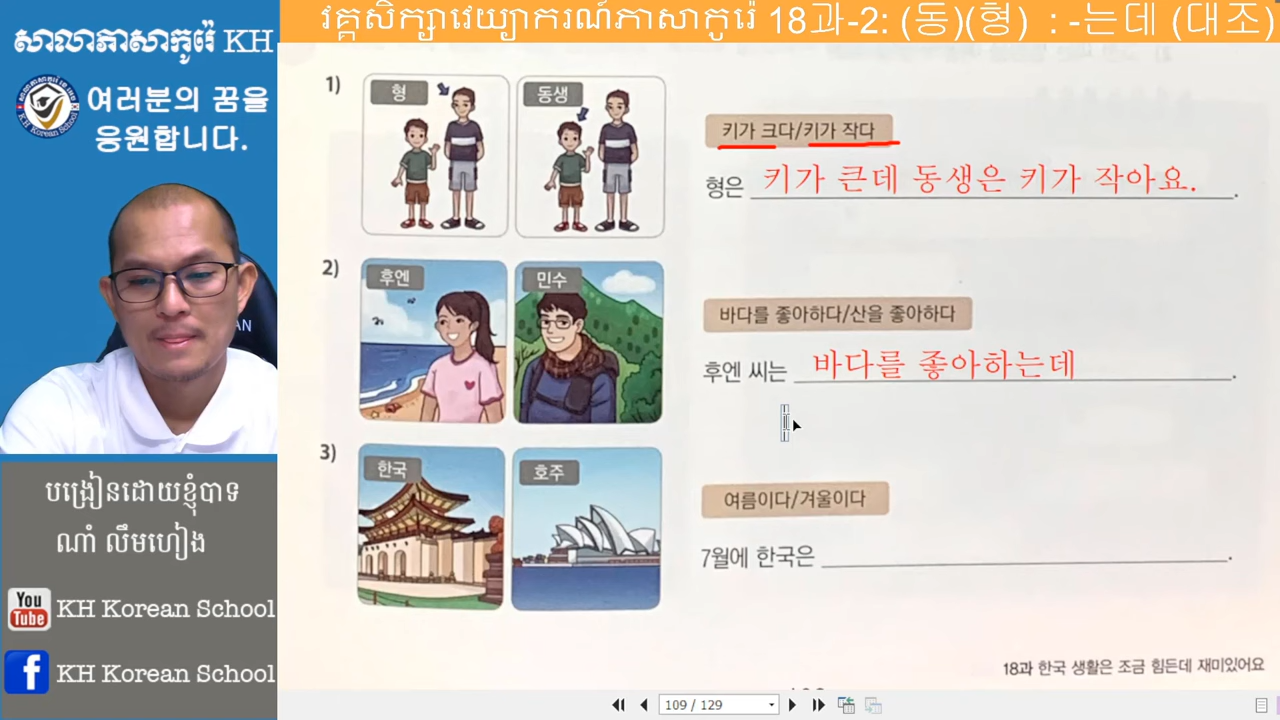 វគ្គសិក្សាវេយ្យាករណ៍ភាសាកូរ៉េ 18과-2: (동)(형) : -는데 (대조)
សាលាភាសាកូរ៉េ KH
KH Korean School
여러분의 꿈을
응원합니다.
បង្រៀនដោយខ្ញុំបាទ
ណាំ លឹមហៀង
You
Tube
KH Korean School
KH Korean School
1)
형
동생
키가 크다/키가 작다
형은 키가 큰데 동생은 키가 작아요.
2)
후엔
민수
바다를 좋아하다/산을 좋아하다
후엔 씨는 바다를 좋아하는데 .
3)
한국
호주
여름이다/겨울이다
7월에 한국은 .
18과 한국 생활은 조금 힘든데 재미있어요
109 / 129